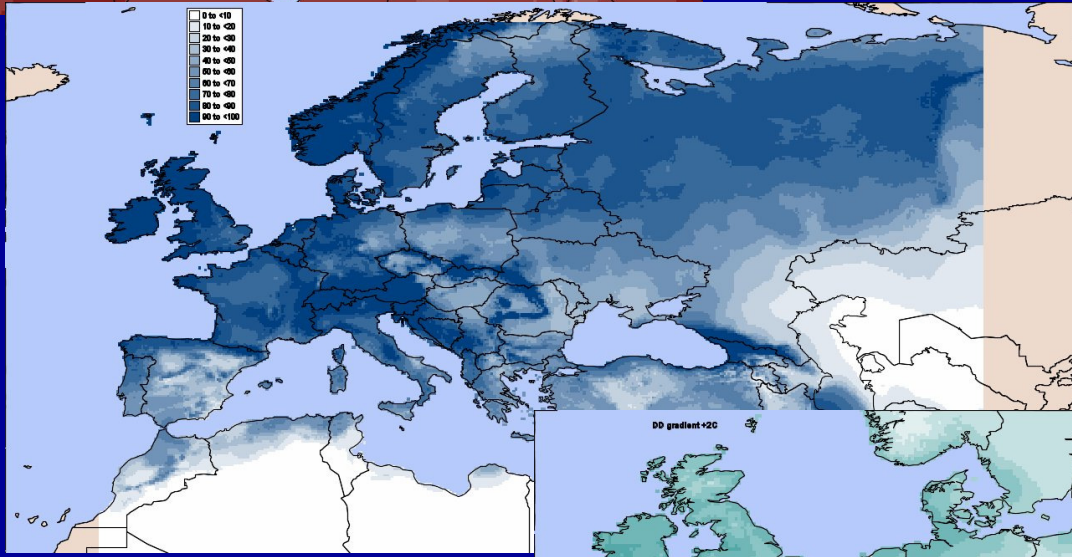 0 to <10
10 to <20
20 to <30
30 to <40
40 to <50
50 to <60
60 to <70
70 to <80
80 to <90
90 to <100
DD gradient +2C